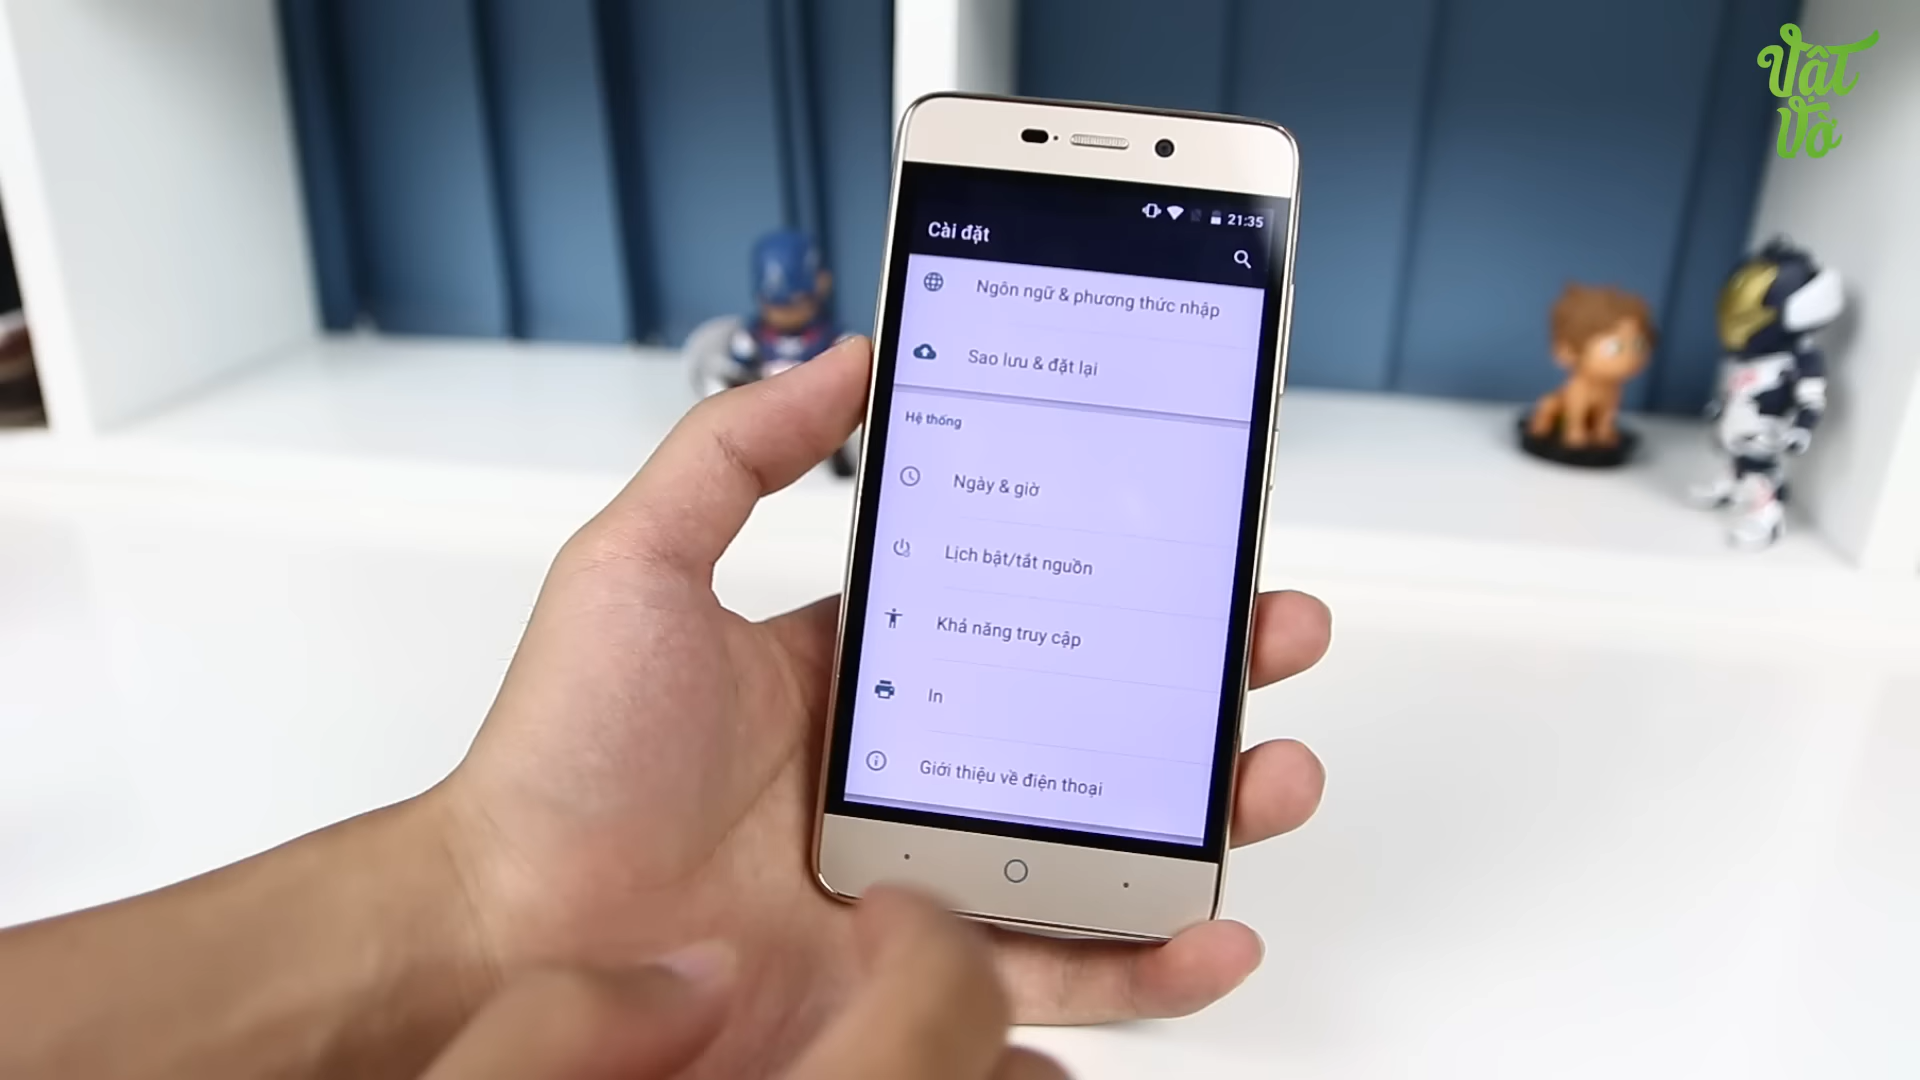 Vật
Vờ
21:35
Cài đặt
Ngôn ngữ & phương thức nhập
Sao lưu & đặt lại
Hệ thống
Ngày & giờ
Lịch bật/tắt nguồn
Khả năng truy cập
In
Giới thiệu về điện thoại